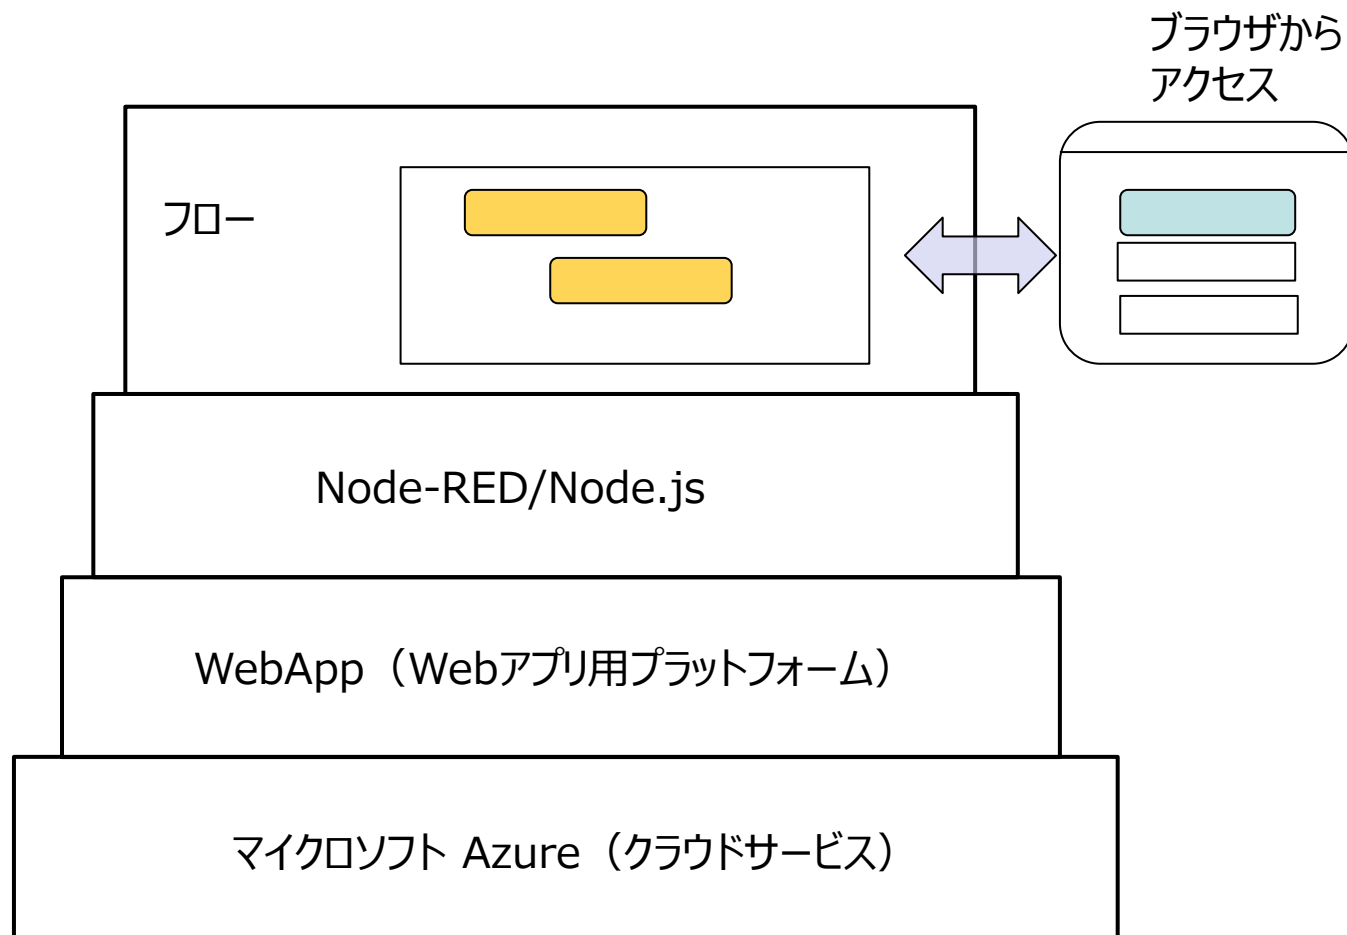 ブラウザから
アクセス
フロー
Node-RED/Node.js
WebApp（Webアプリ用プラットフォーム）
マイクロソフト Azure（クラウドサービス）